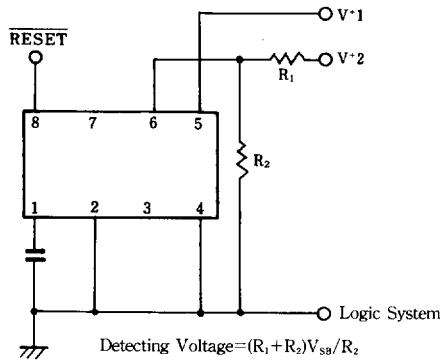 V⁺1
RESET
V⁺2
R₁
8 7 6 5
R₂
1 2 3 4
Logic System
Detecting Voltage=(R₁+R₂)V_SB/R₂